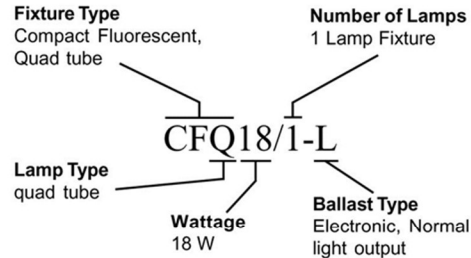 Fixture Type
Compact Fluorescent,
Quad tube
Number of Lamps
1 Lamp Fixture
CFQ18/1-L
Lamp Type
quad tube
Wattage
18 W
Ballast Type
Electronic, Normal
light output